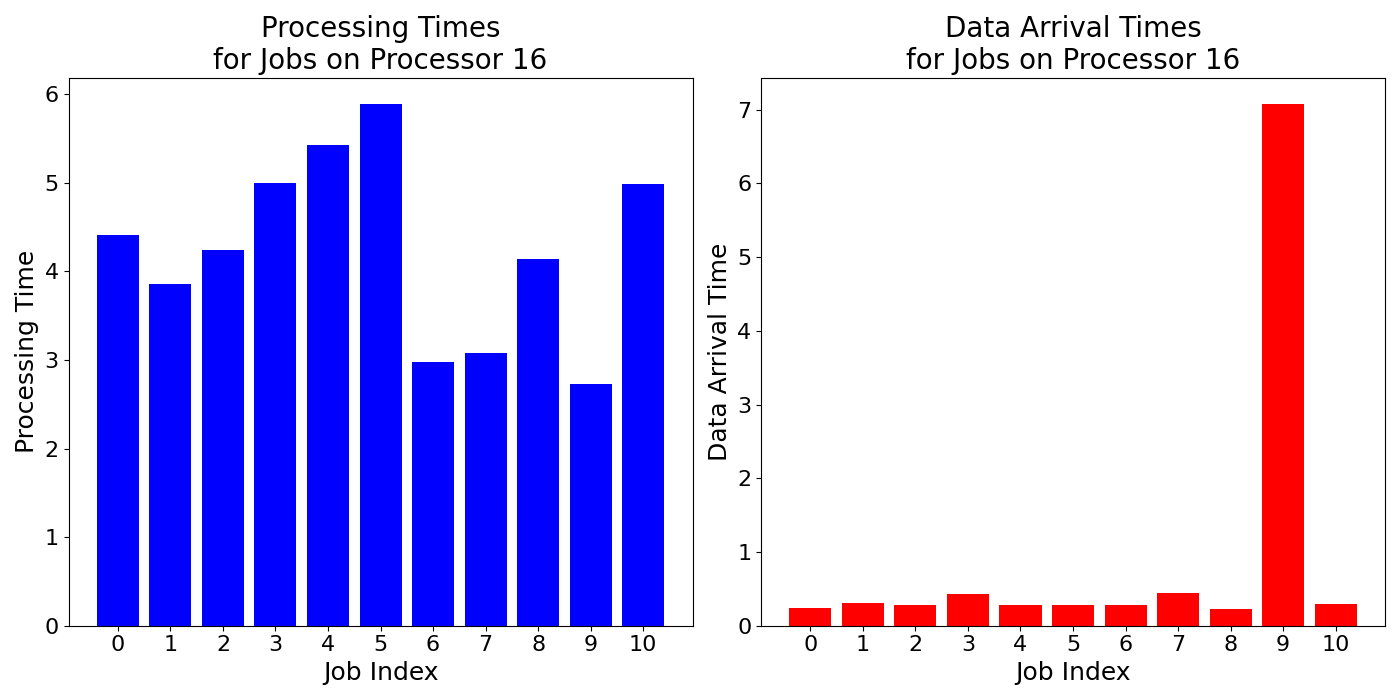 Processing Times
for Jobs on Processor 16
Processing Time
6
5
4
3
2
1
0
0 1 2 3 4 5 6 7 8 9 10
Job Index
Data Arrival Times
for Jobs on Processor 16
Data Arrival Time
7
6
5
4
3
2
1
0
0 1 2 3 4 5 6 7 8 9 10
Job Index